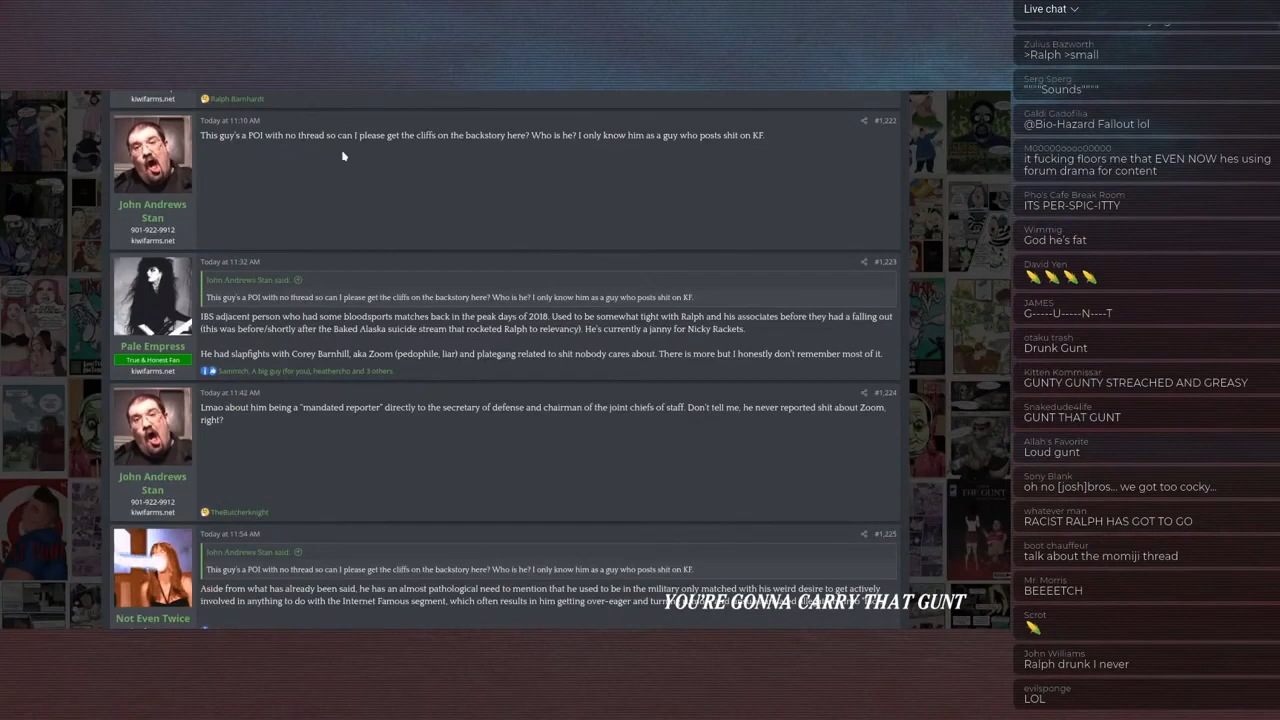 kiwifarms.net
Ralph Barnhardt
Today at 11:10 AM
#1,222
This guy's a POI with no thread so can I please get the cliffs on the backstory here? Who is he? I only know him as a guy who posts shit on KF.
John Andrews
Stan
901-922-9912
kiwifarms.net
Today at 11:32 AM
#1,223
John Andrews Stan said:
This guy's a POI with no thread so can I please get the cliffs on the backstory here? Who is he? I only know him as a guy who posts shit on KF.
IBS adjacent person who had some bloodsports matches back in the peak days of 2018. Used to be somewhat tight with Ralph and his associates before they had a falling out
(this was before/shortly after the Baked Alaska suicide stream that rocketed Ralph to relevancy). He's currently a janny for Nicky Rackets.
He had slapfights with Corey Barnhill, aka Zoom (pedophile, liar) and plategang related to shit nobody cares about. There is more but I honestly don't remember most of it.
Pale Empress
True & Honest Fan
kiwifarms.net
Sammich, A big guy (for you), heathercho and 3 others
Today at 11:42 AM
#1,224
Lmao about him being a "mandated reporter" directly to the secretary of defense and chairman of the joint chiefs of staff. Don't tell me, he never reported shit about Zoom,
right?
John Andrews
Stan
901-922-9912
kiwifarms.net
TheButcherknight
Today at 11:54 AM
#1,225
John Andrews Stan said:
This guy's a POI with no thread so can I please get the cliffs on the backstory here? Who is he? I only know him as a guy who posts shit on KF.
Aside from what has already been said, he has an almost pathological need to mention that he used to be in the military only matched with his weird desire to get actively
involved in anything to do with the Internet Famous segment, which often results in him getting over-eager and
Not Even Twice
YOU'RE GONNA CARRY THAT GUNT
THE GUNT
Live chat
Zulius Bazworth
>Ralph >small
Serg Sperg
""""Sounds""""
Galdi Gadofilia
@Bio-Hazard Fallout lol
M00000oooo00000
it fucking floors me that EVEN NOW hes using
forum drama for content
Pho's Cafe Break Room
ITS PER-SPIC-ITTY
Wimmig
God he's fat
David Yen
🌽🌽🌽🌽
JAMES
G-----U-----N----T
otaku trash
Drunk Gunt
Kitten Kommissar
GUNTY GUNTY STREACHED AND GREASY
Snakedude4life
GUNT THAT GUNT
Allah's Favorite
Loud gunt
Sony Blank
oh no [josh]bros... we got too cocky...
whatever man
RACIST RALPH HAS GOT TO GO
boot chauffeur
talk about the momiji thread
Mr. Morris
BEEEETCH
Scrot
🌽
John Williams
Ralph drunk I never
evilsponge
LOL